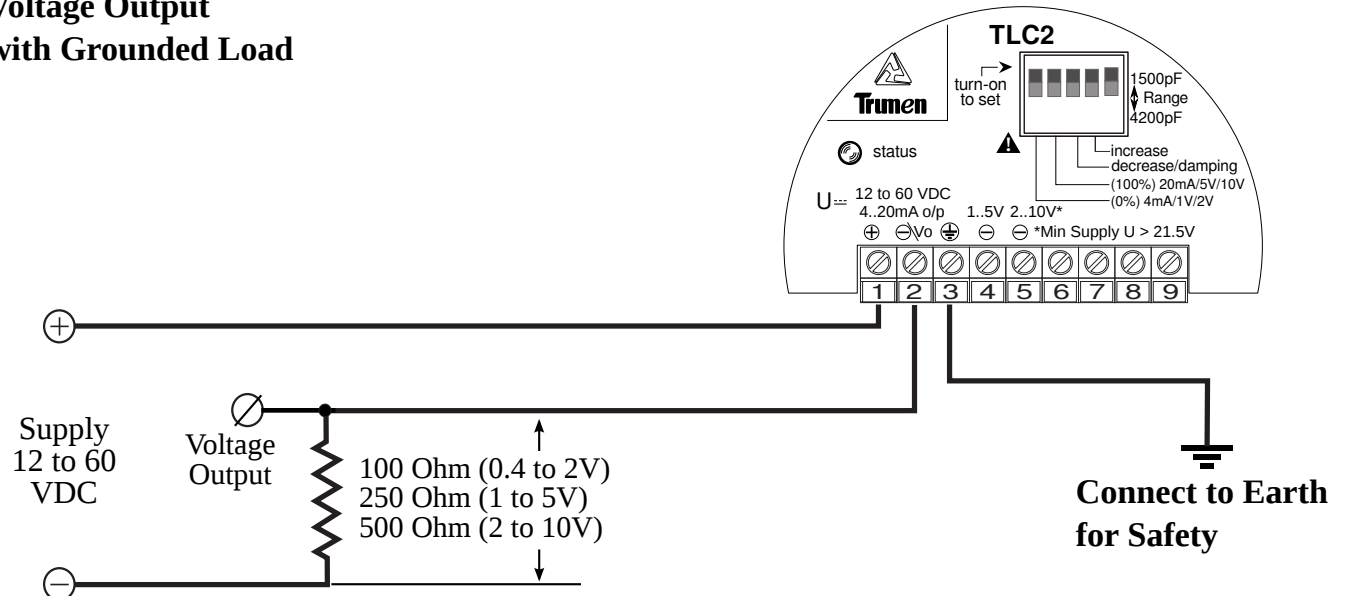 Voltage Output
with Grounded Load
TLC2
turn-on
to set
1500pF
Range
4200pF
Trumen
status
increase
decrease/damping
(100%) 20mA/5V/10V
(0%) 4mA/1V/2V
U
12 to 60 VDC
4..20mA o/p
1..5V 2..10V*
+ −\Vo − − *Min Supply U > 21.5V
1 2 3 4 5 6 7 8 9
+
Supply
12 to 60
VDC
Voltage
Output
100 Ohm (0.4 to 2V)
250 Ohm (1 to 5V)
500 Ohm (2 to 10V)
−
Connect to Earth
for Safety